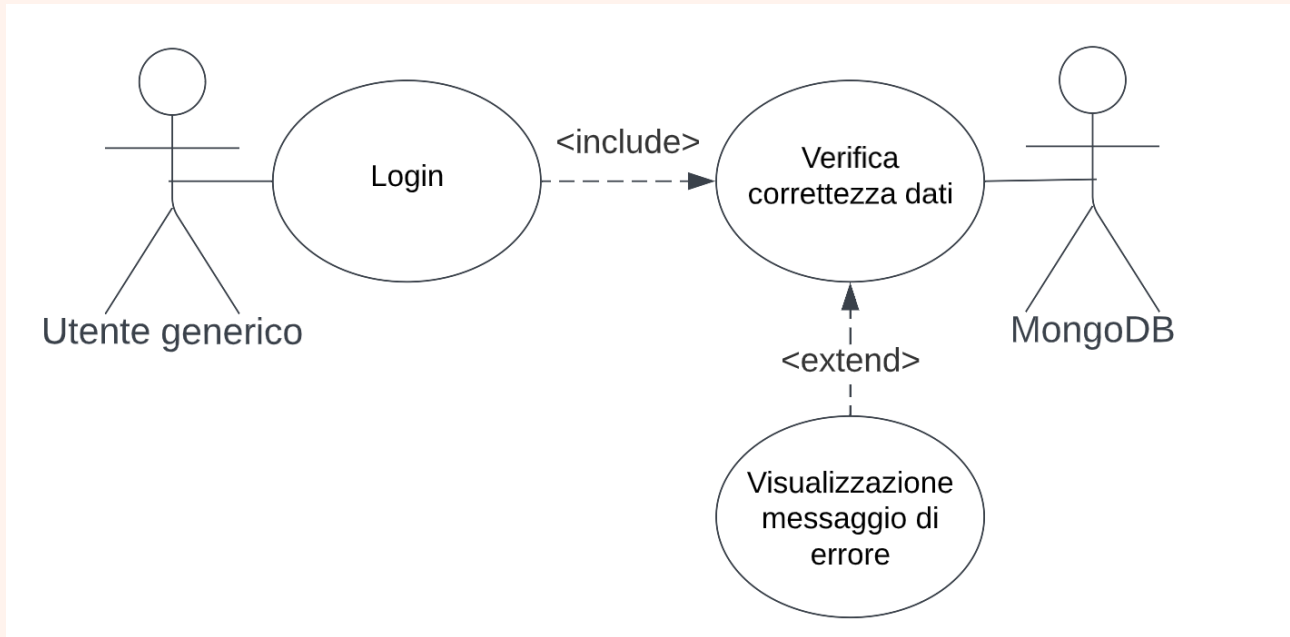 Login
<include>
Verifica
correttezza dati
Utente generico
MongoDB
<extend>
Visualizzazione
messaggio di
errore